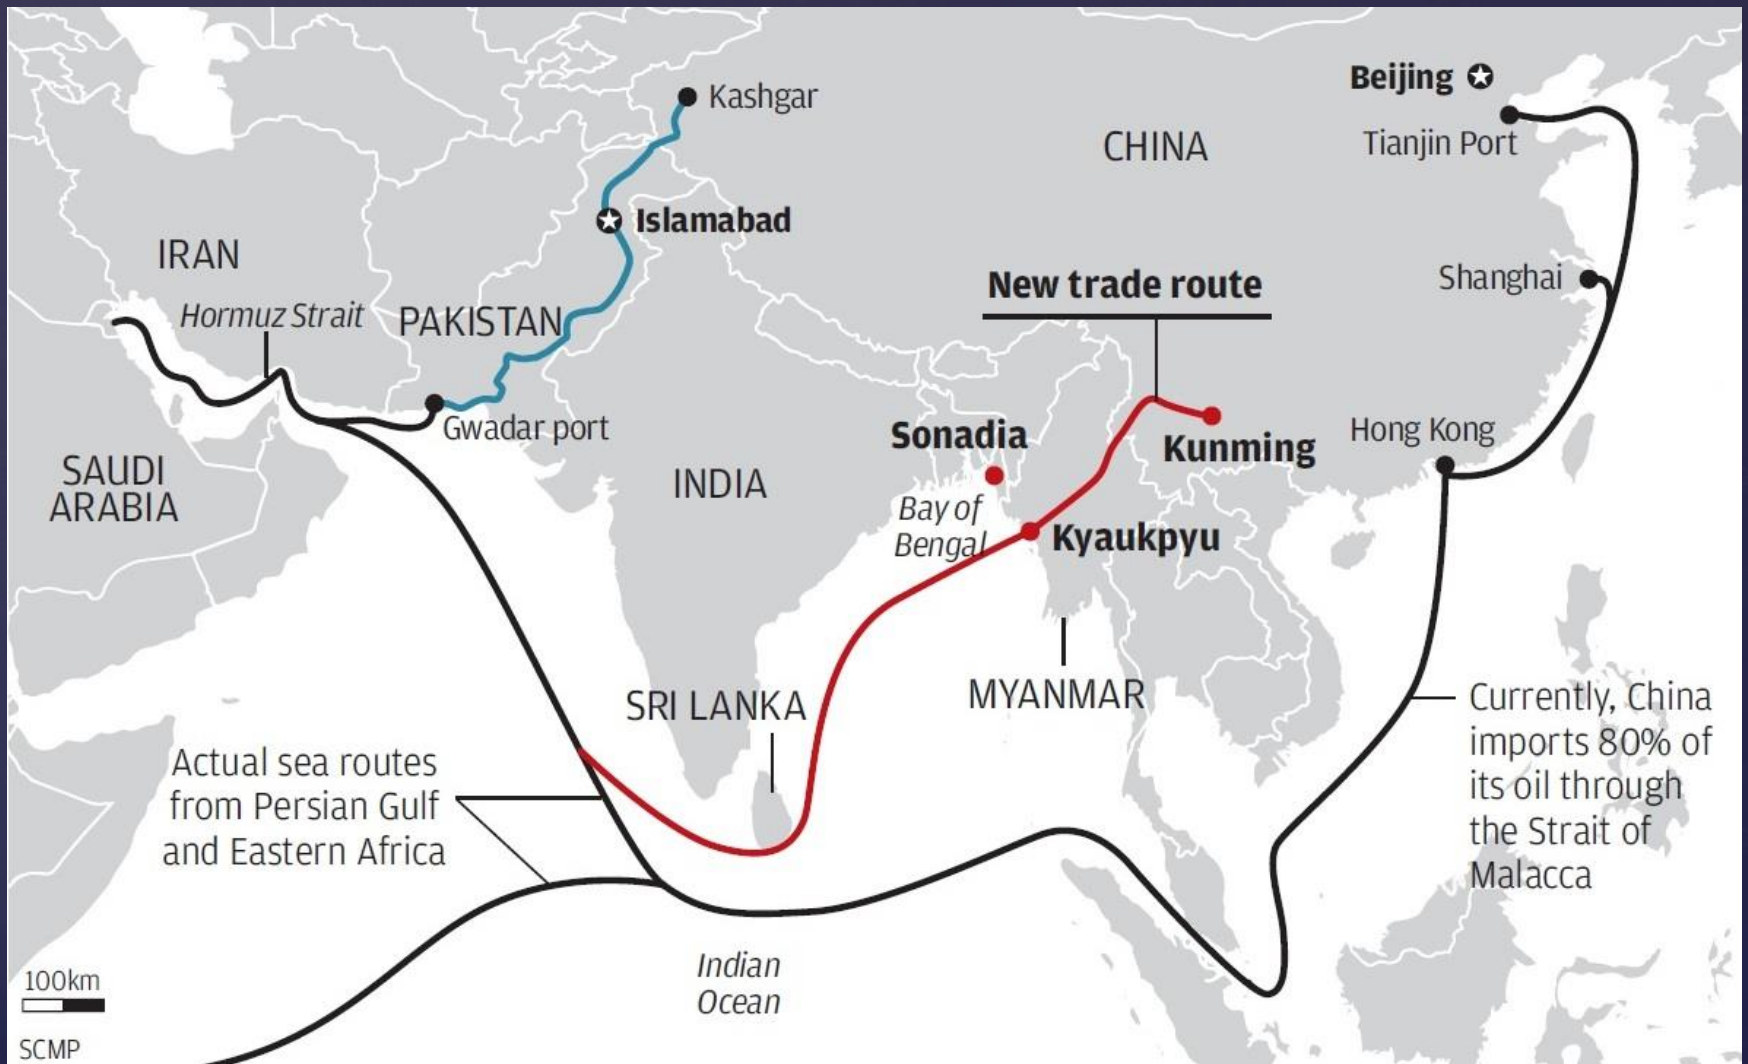 Beijing
Kashgar
Tianjin Port
CHINA
Islamabad
IRAN
Shanghai
New trade route
Hormuz Strait
PAKISTAN
Gwadar port
Sonadia
Hong Kong
Kunming
SAUDI
ARABIA
INDIA
Bay of
Bengal
Kyaukpyu
SRI LANKA
MYANMAR
Currently, China
imports 80% of
its oil through
the Strait of
Malacca
Actual sea routes
from Persian Gulf
and Eastern Africa
Indian
Ocean
100km
SCMP